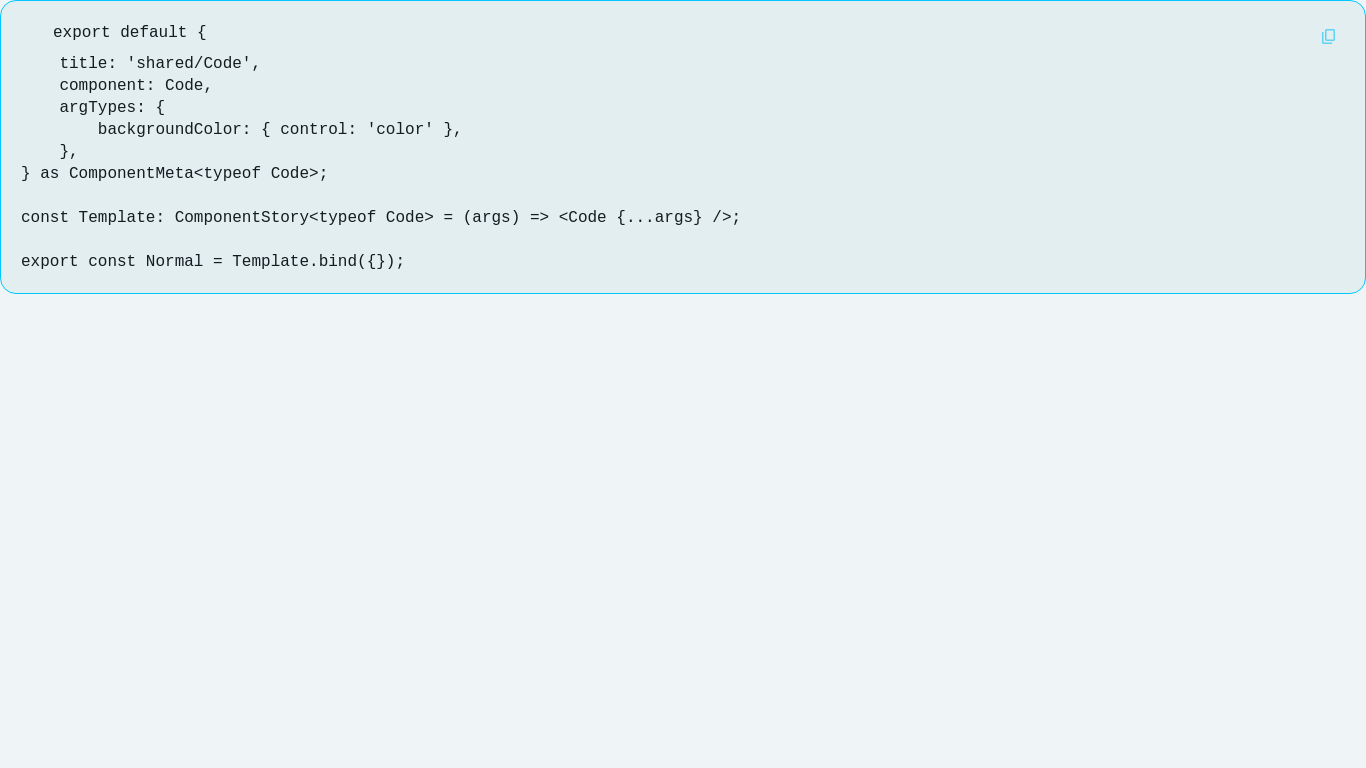 export default {
    title: 'shared/Code',
    component: Code,
    argTypes: {
        backgroundColor: { control: 'color' },
    },
} as ComponentMeta<typeof Code>;

const Template: ComponentStory<typeof Code> = (args) => <Code {...args} />;

export const Normal = Template.bind({});